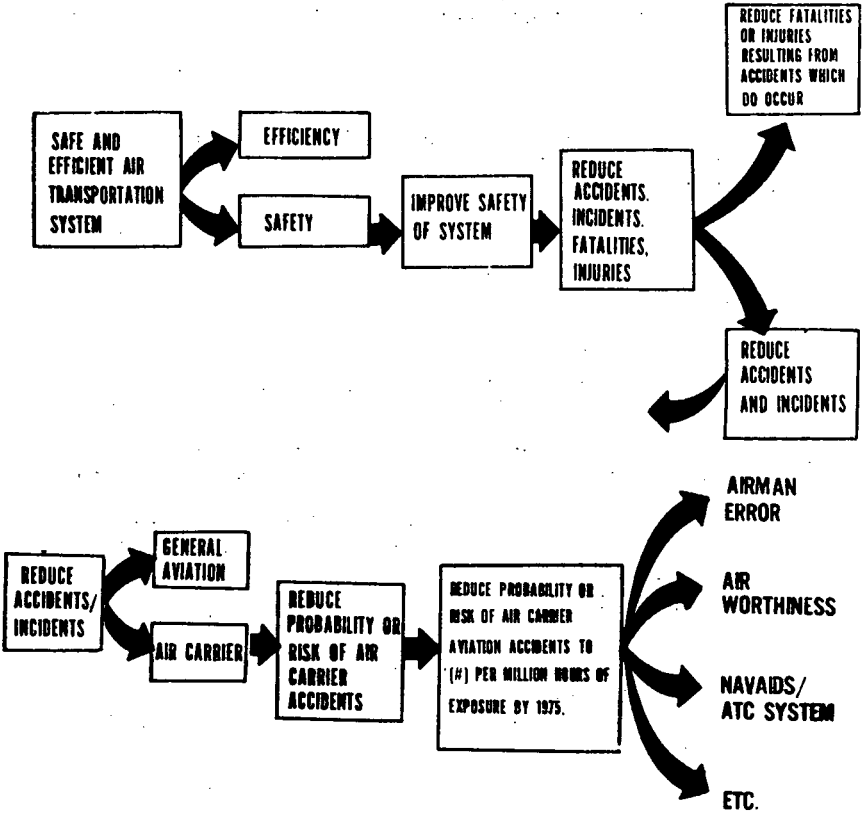 SAFE AND
EFFICIENT AIR
TRANSPORTATION
SYSTEM
EFFICIENCY
SAFETY
IMPROVE SAFETY
OF SYSTEM
REDUCE
ACCIDENTS.
INCIDENTS.
FATALITIES,
INJURIES
REDUCE FATALITIES
OR INJURIES
RESULTING FROM
ACCIDENTS WHICH
DO OCCUR
REDUCE
ACCIDENTS
AND INCIDENTS
REDUCE
ACCIDENTS/
INCIDENTS
GENERAL
AVIATION
AIR CARRIER
REDUCE
PROBABILITY OR
RISK OF AIR
CARRIER
ACCIDENTS
REDUCE PROBABILITY OR
RISK OF AIR CARRIER
AVIATION ACCIDENTS TO
(#) PER MILLION HOURS OF
EXPOSURE BY 1975.
AIRMAN
ERROR
AIR
WORTHINESS
NAVAIDS/
ATC SYSTEM
ETC.